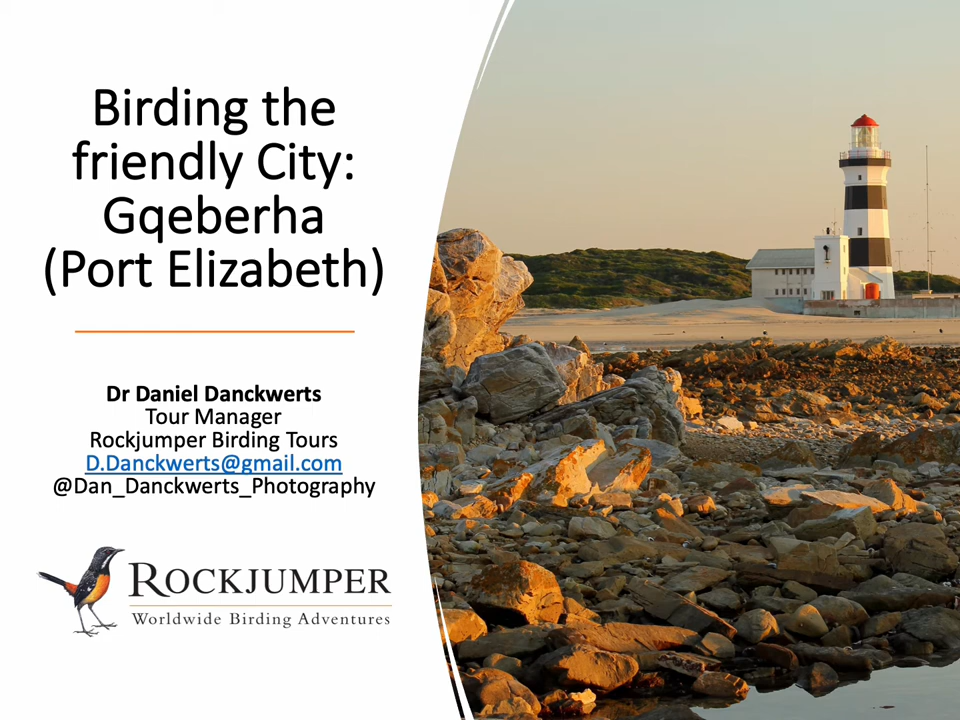 Birding the
friendly City:
Gqeberha
(Port Elizabeth)
Dr Daniel Danckwerts
Tour Manager
Rockjumper Birding Tours
D.Danckwerts@gmail.com
@Dan_Danckwerts_Photography
ROCKJUMPER
Worldwide Birding Adventures